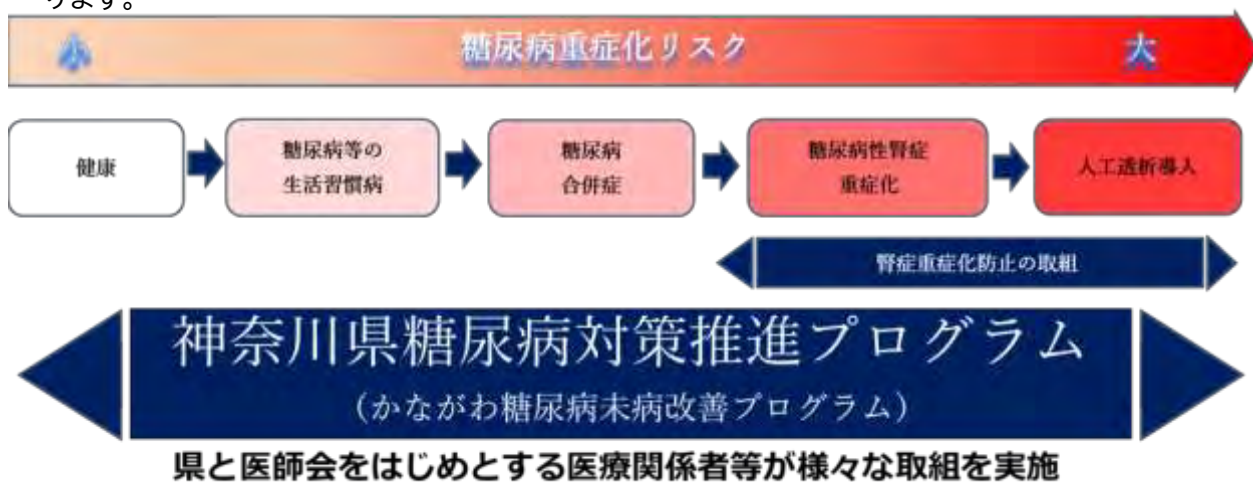 ります。
小 糖尿病重症化リスク 大
健康
糖尿病等の
生活習慣病
糖尿病
合併症
糖尿病性腎症
重症化
人工透析導入
腎症重症化防止の取組
神奈川県糖尿病対策推進プログラム
（かながわ糖尿病未病改善プログラム）
県と医師会をはじめとする医療関係者等が様々な取組を実施